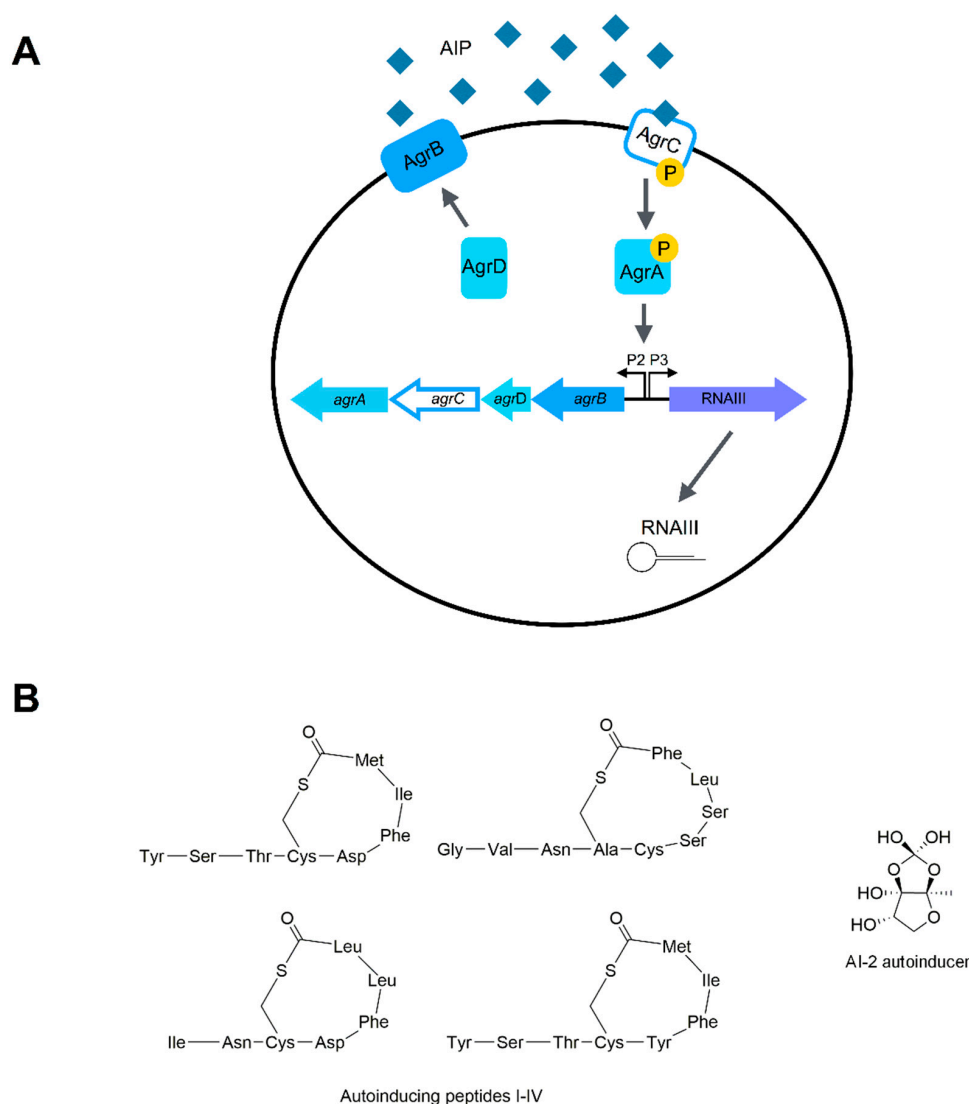 A
AIP
AgrB
AgrC
P
AgrD
P
AgrA
P2 P3
agrA agrC agrD agrB RNAIII
RNAIII
B
O
Met
S
Ile
Phe
Tyr Ser Thr Cys Asp
O
Phe
S
Leu
Ser
Ser
Gly Val Asn Ala Cys
HO OH
O O
HO
HO O
AI-2 autoinducer
O
Leu
S
Leu
Phe
Ile Asn Cys Asp
O
Met
S
Ile
Phe
Tyr Ser Thr Cys Tyr
Autoinducing peptides I-IV